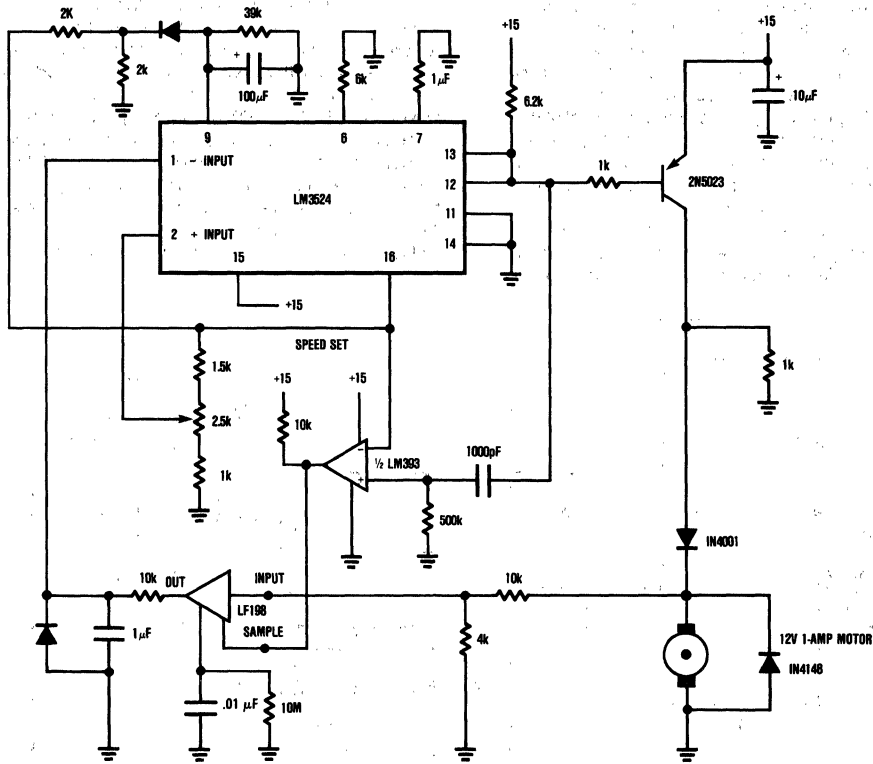 2K
39k
2k
+
100µF
6k
1µF
+15
6.2k
+15
+
10µF
9
6
7
1 – INPUT
13
12
LM3524
11
2 + INPUT
14
15
16
1k
2N5023
+15
SPEED SET
1.5k
2.5k
1k
+15
+15
10k
–
+
½ LM393
1000pF
500k
1k
IN4001
10k
OUT
INPUT
LF198
SAMPLE
10k
1µF
.01 µF
10M
4k
12V 1-AMP MOTOR
IN4148